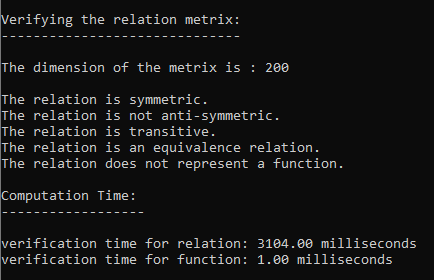 Verifying the relation metrix:
------------------------------
The dimension of the metrix is : 200
The relation is symmetric.
The relation is not anti-symmetric.
The relation is transitive.
The relation is an equivalence relation.
The relation does not represent a function.
Computation Time:
------------------
verification time for relation: 3104.00 milliseconds
verification time for function: 1.00 milliseconds